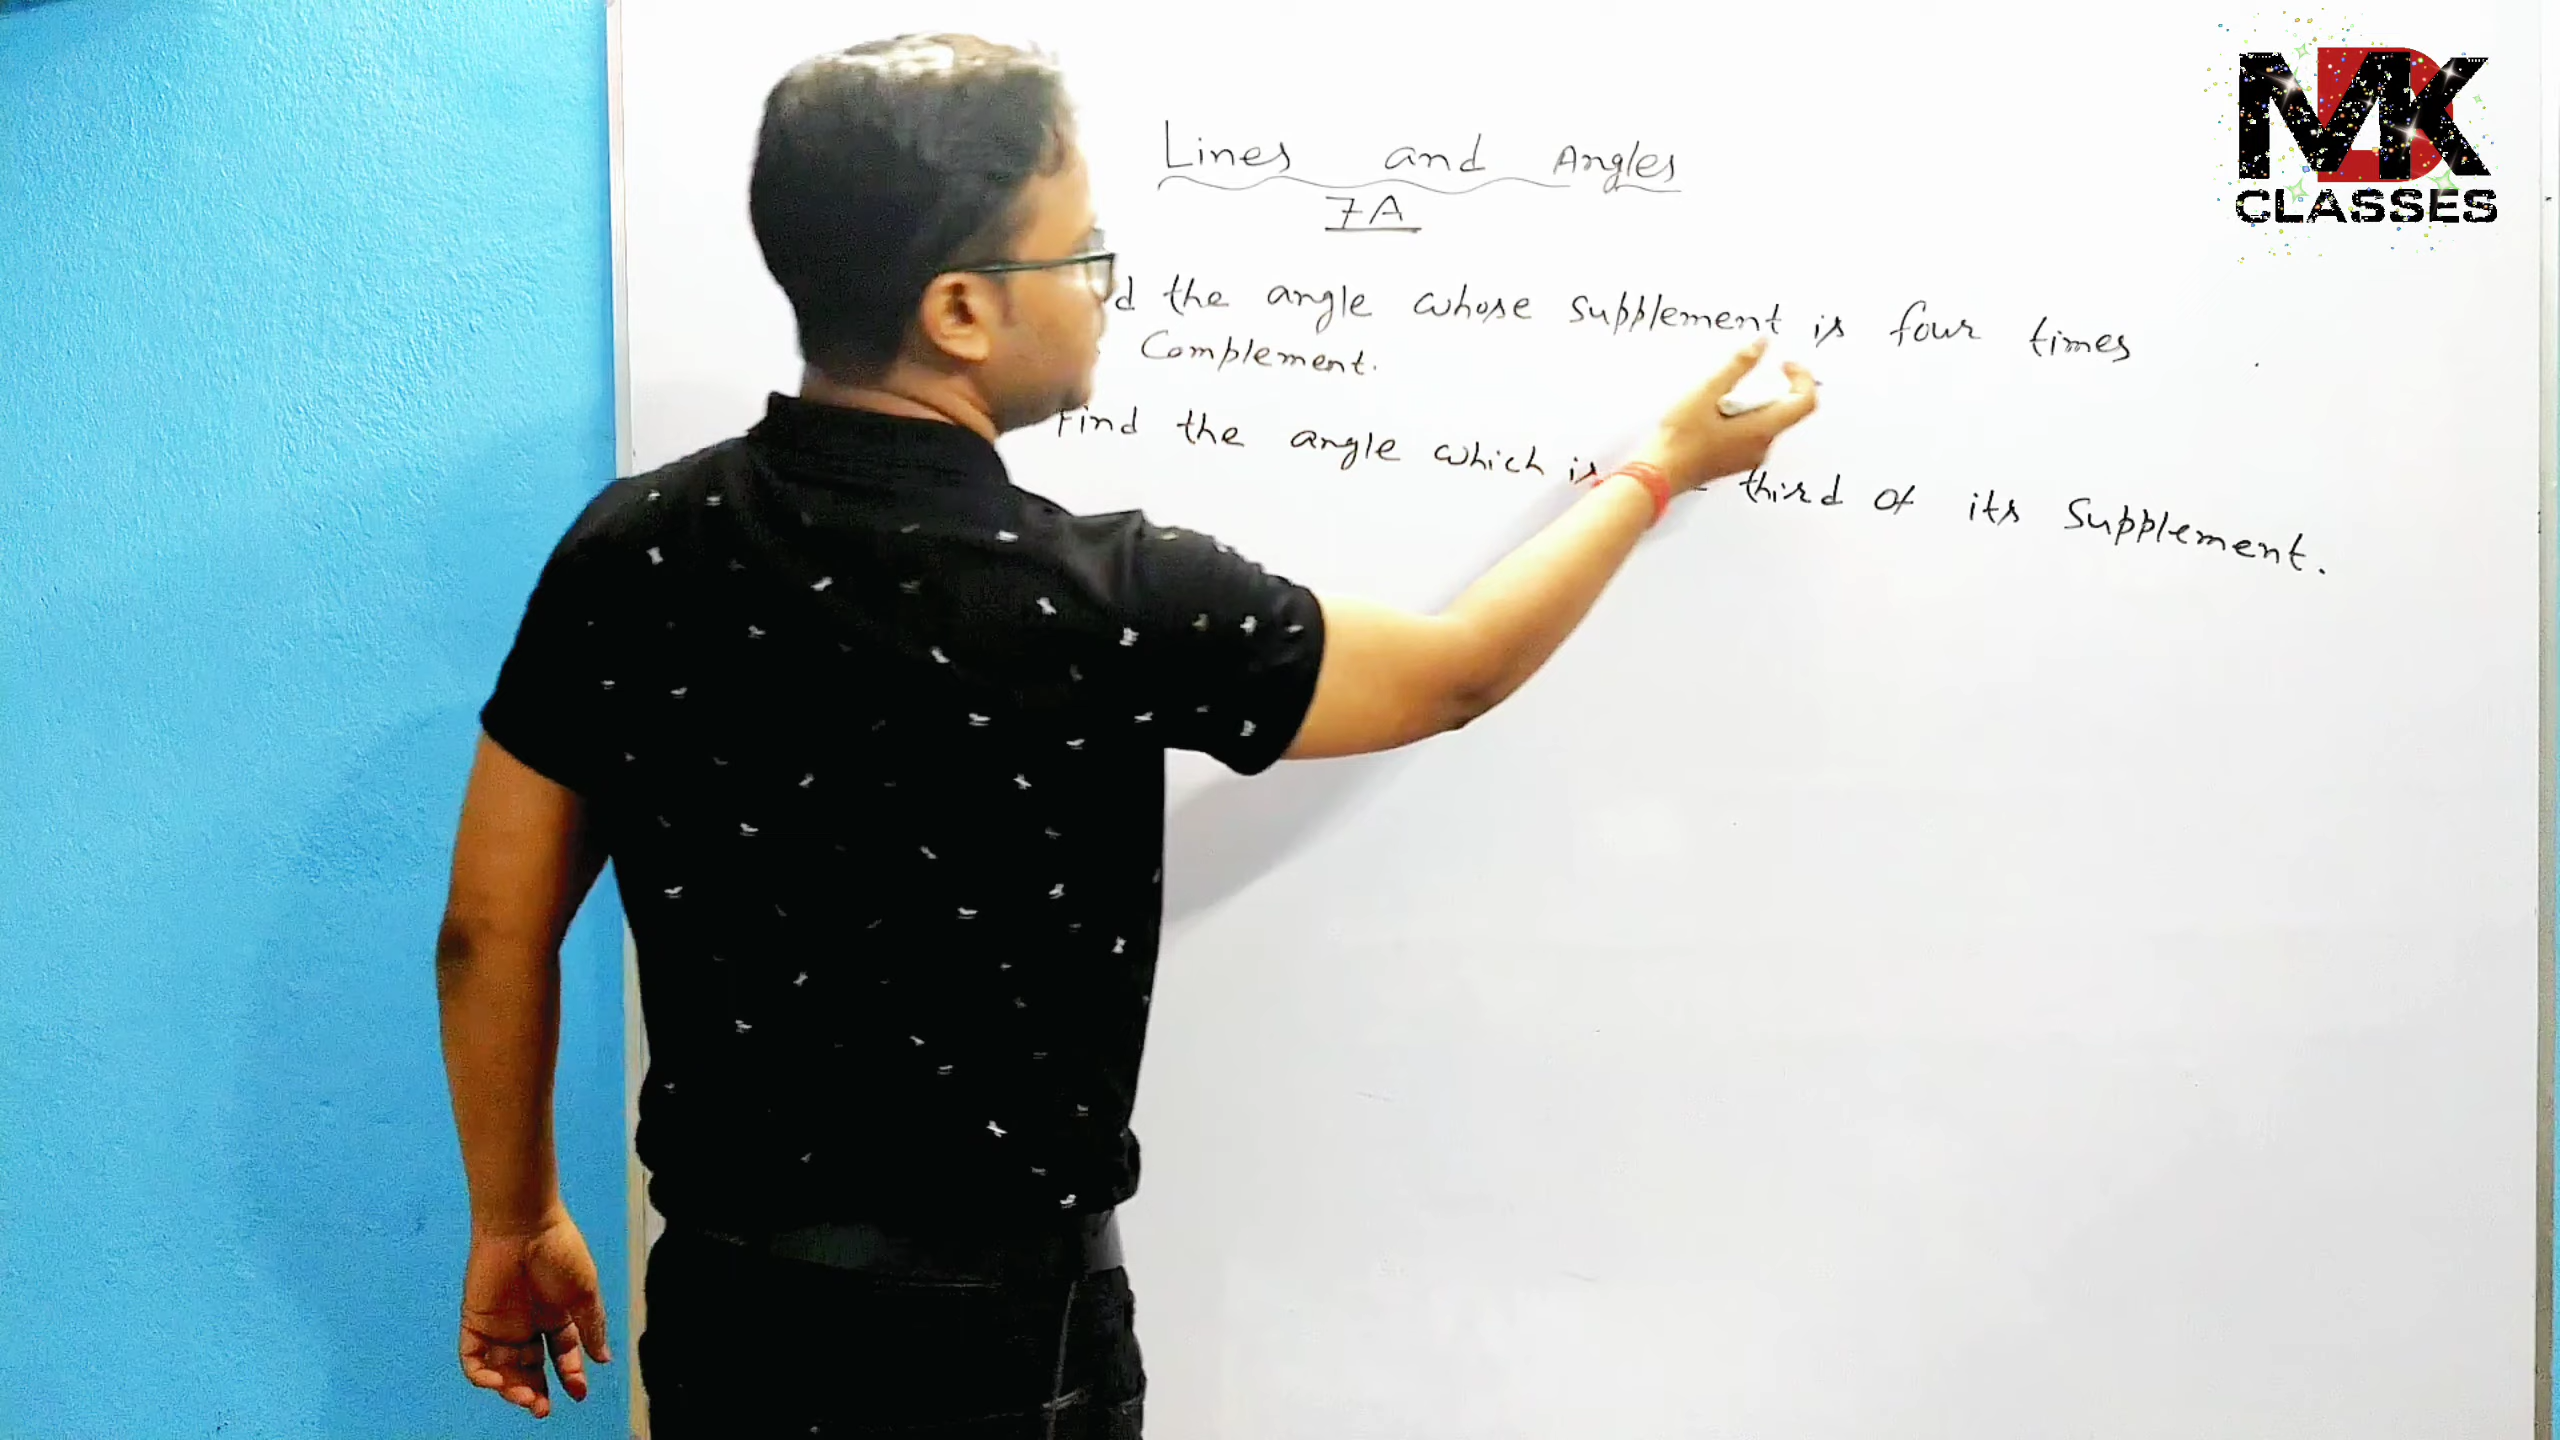 MDK
CLASSES
Lines and Angles
7A
the angle whose supplement is four times
Complement.
Find the angle which is third of its Supplement.